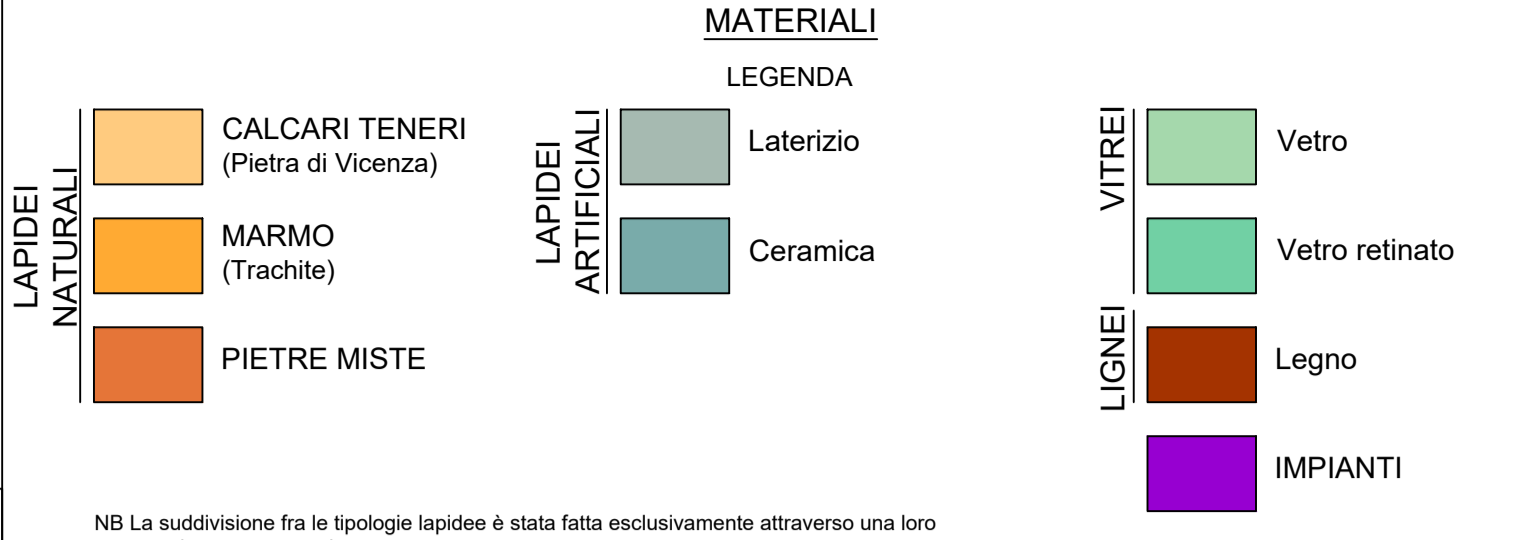 MATERIALI
LEGENDA
LAPIDEI
NATURALI
CALCARI TENERI
(Pietra di Vicenza)
MARMO
(Trachite)
PIETRE MISTE
LAPIDEI
ARTIFICIALI
Laterizio
Ceramica
VITREI
Vetro
Vetro retinato
LIGNEI
Legno
IMPIANTI
NB La suddivisione fra le tipologie lapidee è stata fatta esclusivamente attraverso una loro